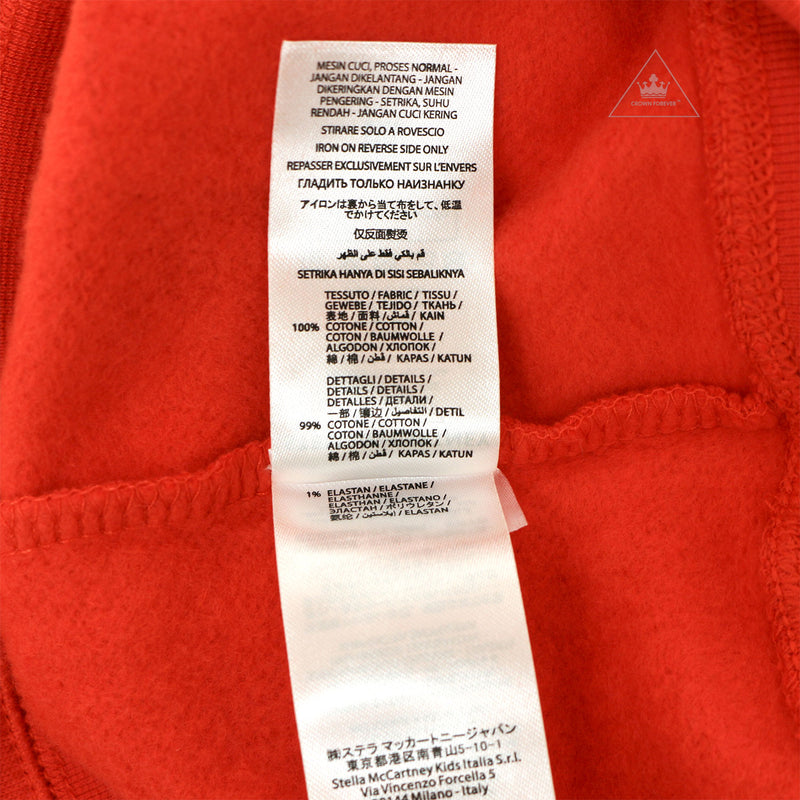 MESIN CUCI, PROSES NORMAL -
JANGAN DIKELANTANG - JANGAN
DIKERINGKAN DENGAN MESIN
PENGERING - SETRIKA, SUHU
RENDAH - JANGAN CUCI KERING
STIRARE SOLO A ROVESCIO
IRON ON REVERSE SIDE ONLY
REPASSER EXCLUSIVEMENT SUR L'ENVERS
ГЛАДИТЬ ТОЛЬКО НАИЗНАНКУ
アイロンは裏から当て布をして、低温
でかけてください
仅反面熨烫
قم بالكي فقط على الظهر
SETRIKA HANYA DI SISI SEBALIKNYA
TESSUTO / FABRIC / TISSU /
GEWEBE / TEJIDO / ТКАНЬ /
表地 / 面料 / قماش / KAIN
100% COTONE / COTTON /
COTON / BAUMWOLLE /
ALGODON / ХЛОПОК /
綿 / 棉 / قطن / KAPAS / KATUN
DETTAGLI / DETAILS /
DETAILS / DETAILS /
DETALLES / ДЕТАЛИ /
一部 / 镶边 / التفاصيل / DETIL
99% COTONE / COTTON /
COTON / BAUMWOLLE /
ALGODON / ХЛОПОК /
綿 / 棉 / قطن / KAPAS / KATUN
1% ELASTAN / ELASTANE /
ELASTHANNE /
ELASTHAN / ELASTANO /
ЭЛАСТАН / ポリウレタン /
氨纶 / إيلاستين / ELASTAN
㈱ステラ マッカートニージャパン
東京都港区南青山5-10-1
Stella McCartney Kids Italia S.r.l.
Via Vincenzo Forcella 5
20144 Milano - Italy
CROWN FOREVER™